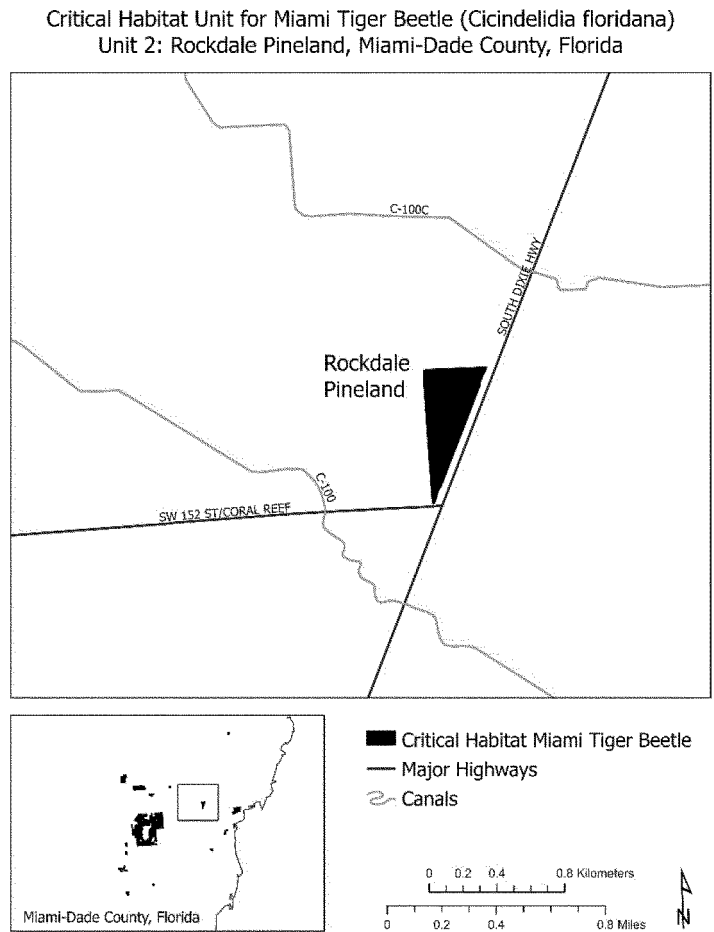 Critical Habitat Unit for Miami Tiger Beetle (Cicindelidia floridana)
Unit 2: Rockdale Pineland, Miami-Dade County, Florida
C-100C
SOUTH DIXIE HWY
Rockdale
Pineland
C-100
SW 152 ST/CORAL REEF
Critical Habitat Miami Tiger Beetle
Major Highways
Canals
0 0.2 0.4 0.8 Kilometers
0 0.2 0.4 0.8 Miles
N
Miami-Dade County, Florida